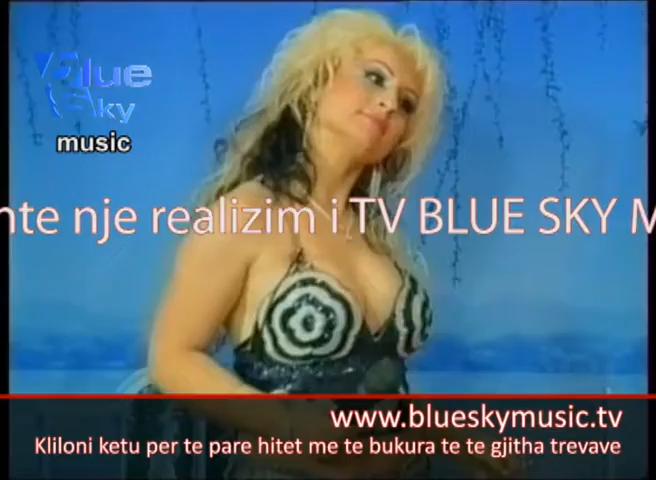 Blue
Sky
music
nte nje realizim i TV BLUE SKY M
www.blueskymusic.tv
Kliloni ketu per te pare hitet me te bukura te te gjitha trevave